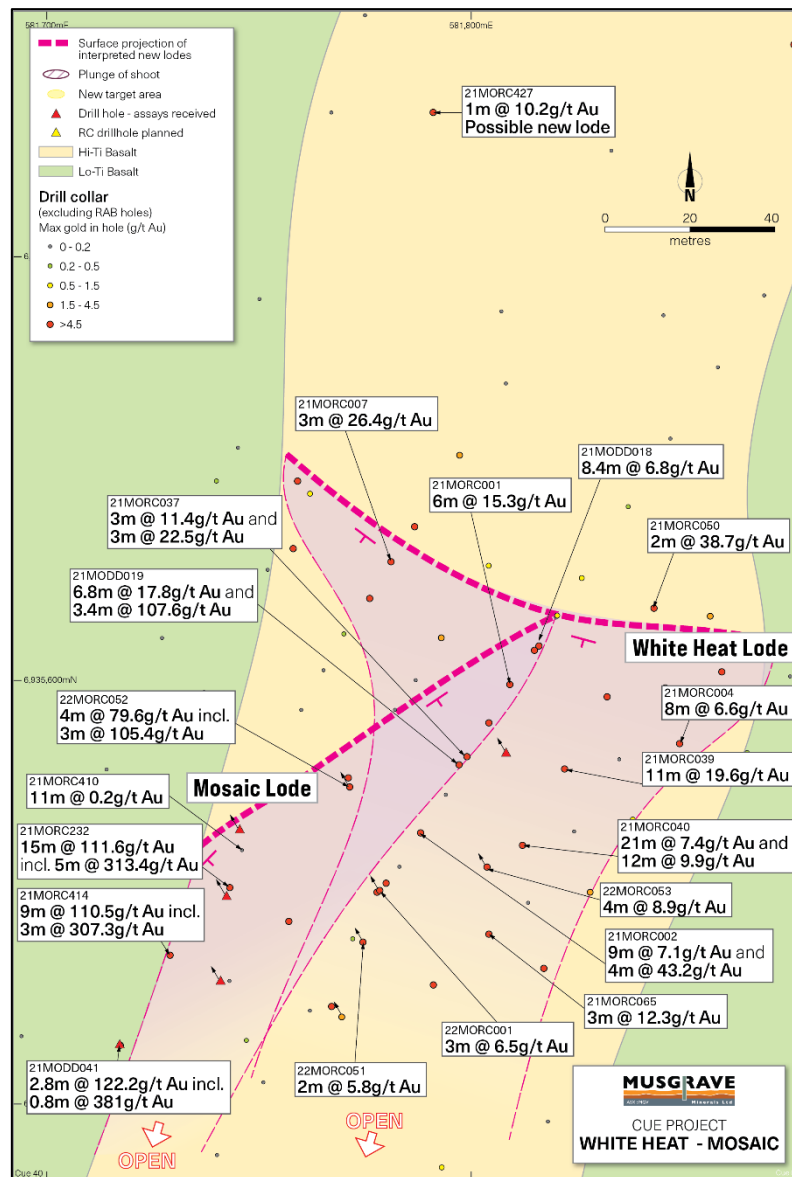 581,700mE
581,800mE
Surface projection of
interpreted new lodes
Plunge of shoot
New target area
Drill hole - assays received
RC drillhole planned
Hi-Ti Basalt
Lo-Ti Basalt
Drill collar
(excluding RAB holes)
Max gold in hole (g/t Au)
0 - 0.2
0.2 - 0.5
0.5 - 1.5
1.5 - 4.5
>4.5
21MORC427
1m @ 10.2g/t Au
Possible new lode
N
0 20 40
metres
21MORC007
3m @ 26.4g/t Au
21MODD018
8.4m @ 6.8g/t Au
21MORC001
6m @ 15.3g/t Au
21MORC037
3m @ 11.4g/t Au and
3m @ 22.5g/t Au
21MORC050
2m @ 38.7g/t Au
21MODD019
6.8m @ 17.8g/t Au and
3.4m @ 107.6g/t Au
White Heat Lode
6,935,600mN
22MORC052
4m @ 79.6g/t Au incl.
3m @ 105.4g/t Au
21MORC004
8m @ 6.6g/t Au
21MORC039
11m @ 19.6g/t Au
21MORC410
11m @ 0.2g/t Au
Mosaic Lode
21MORC232
15m @ 111.6g/t Au
incl. 5m @ 313.4g/t Au
21MORC040
21m @ 7.4g/t Au and
12m @ 9.9g/t Au
22MORC053
4m @ 8.9g/t Au
21MORC414
9m @ 110.5g/t Au incl.
3m @ 307.3g/t Au
21MORC002
9m @ 7.1g/t Au and
4m @ 43.2g/t Au
21MORC065
3m @ 12.3g/t Au
22MORC001
3m @ 6.5g/t Au
21MODD041
2.8m @ 122.2g/t Au incl.
0.8m @ 381g/t Au
22MORC051
2m @ 5.8g/t Au
OPEN
OPEN
MUSGRAVE
Minerals Ltd
CUE PROJECT
WHITE HEAT - MOSAIC
Cue 40